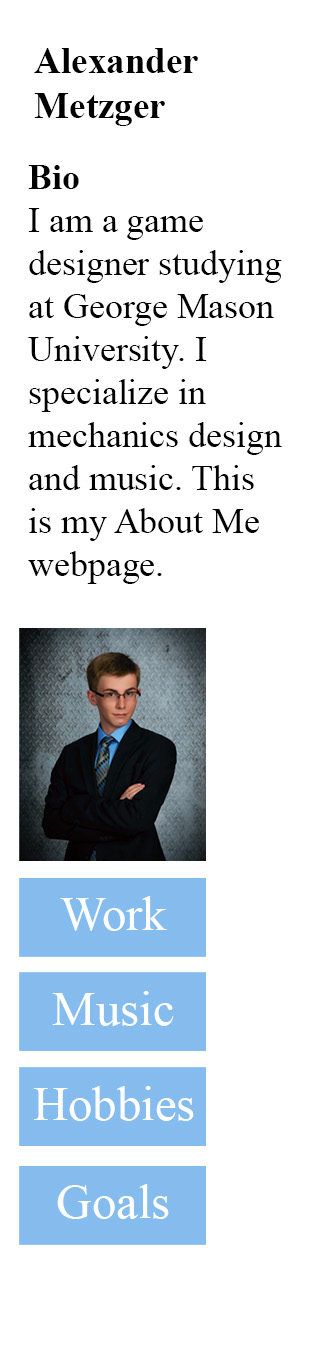 Alexander
Metzger
Bio
I am a game
designer studying
at George Mason
University. I
specialize in
mechanics design
and music. This
is my About Me
webpage.
Work
Music
Hobbies
Goals